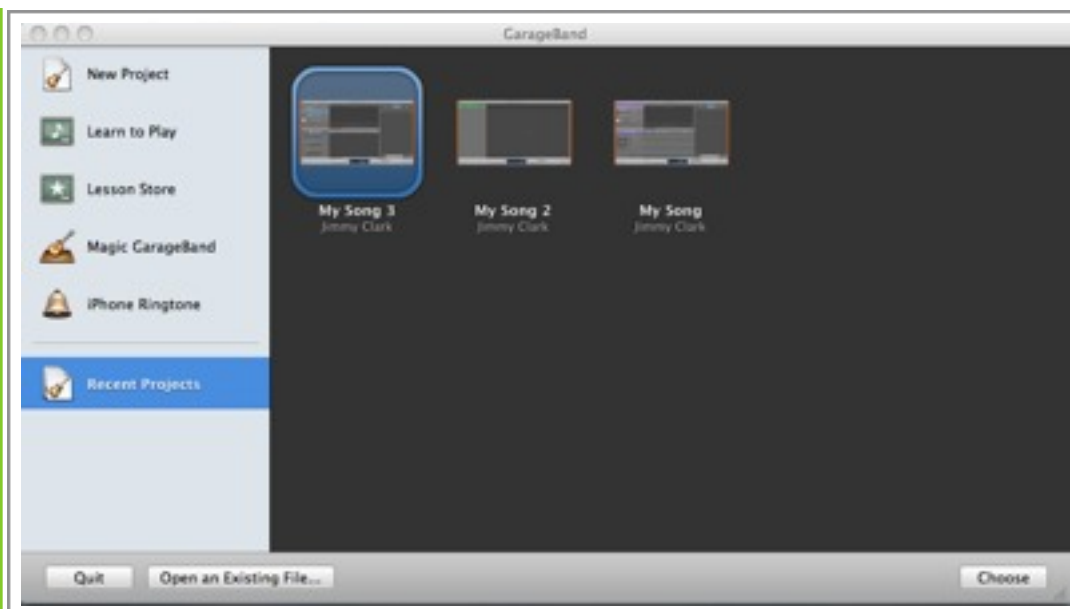 GarageBand
New Project
Learn to Play
Lesson Store
Magic GarageBand
iPhone Ringtone
Recent Projects
My Song 3
Jimmy Clark
My Song 2
Jimmy Clark
My Song
Jimmy Clark
Quit
Open an Existing File...
Choose